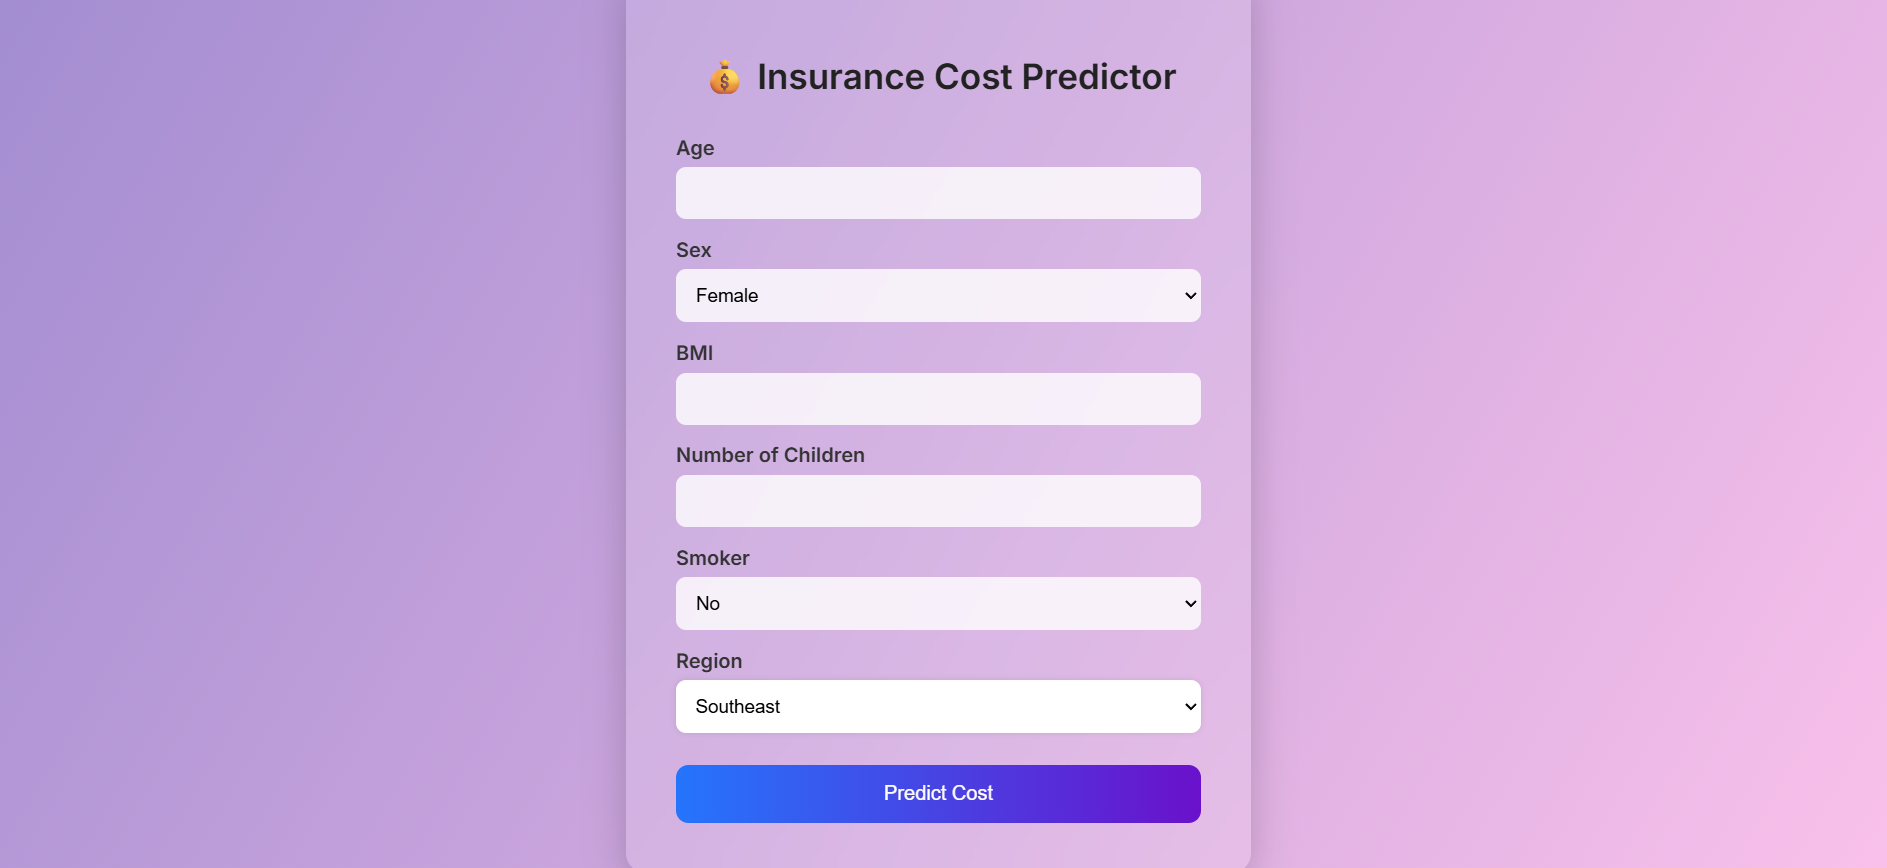 💰 Insurance Cost Predictor
Age
Sex
Female
BMI
Number of Children
Smoker
No
Region
Southeast
Predict Cost